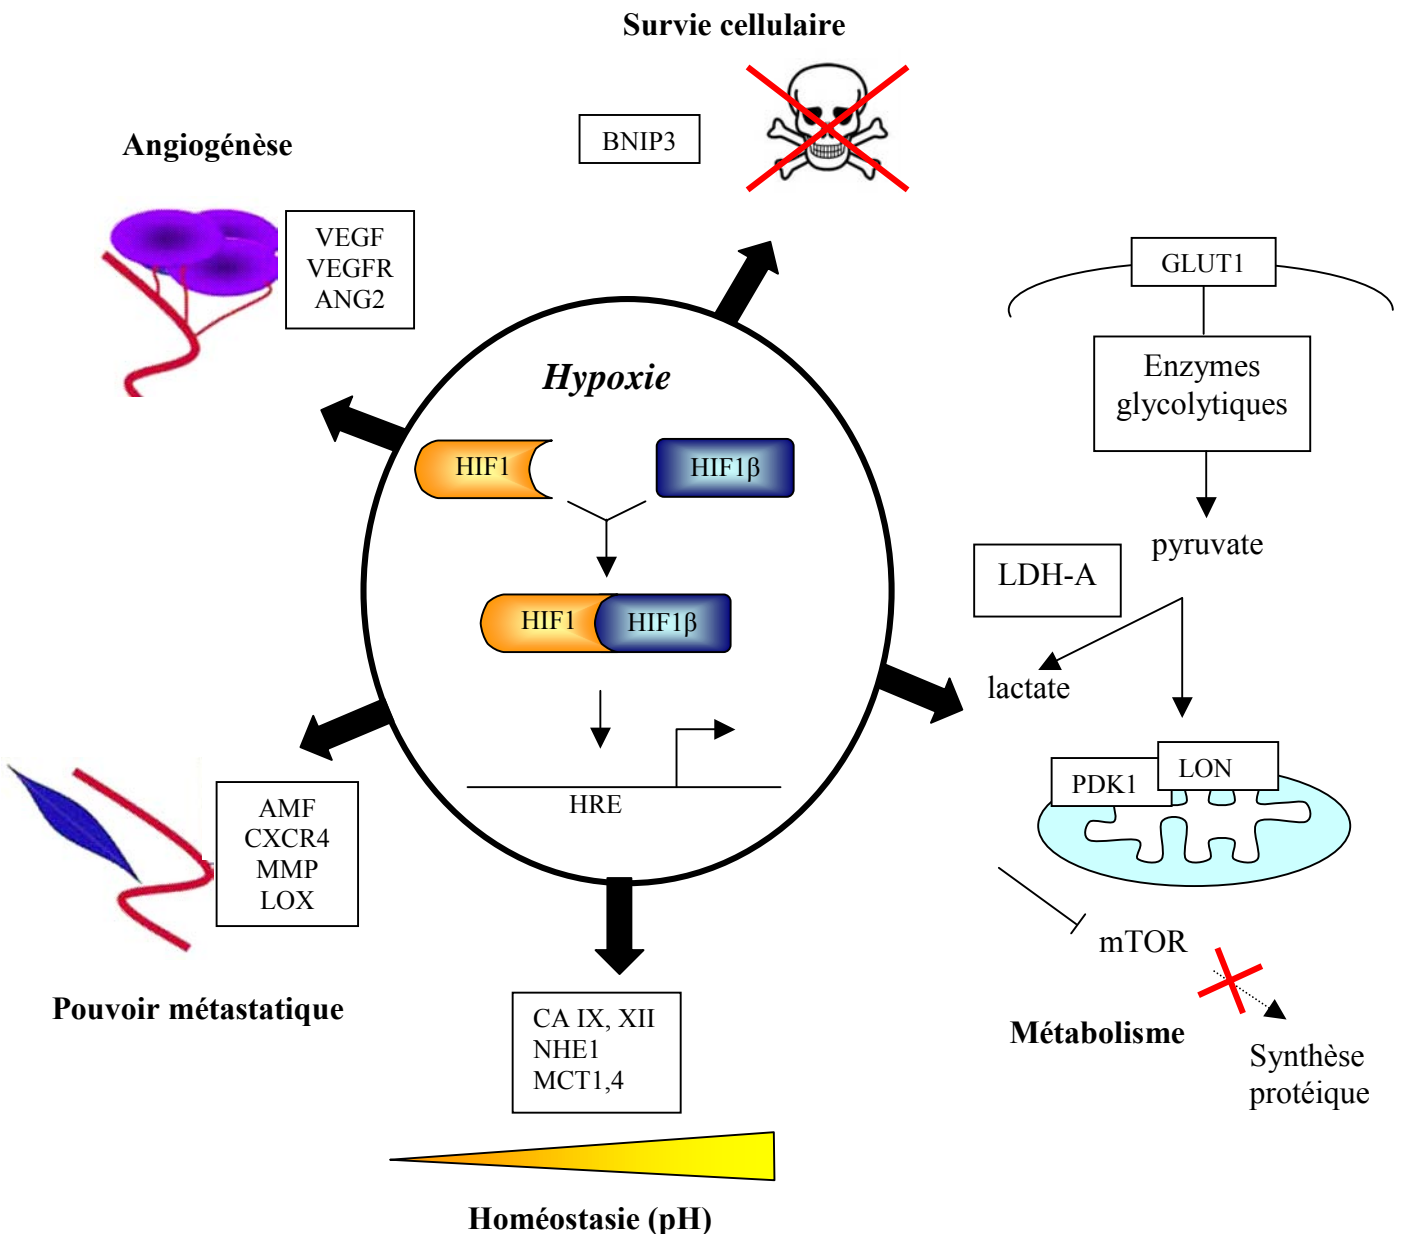 Survie cellulaire
BNIP3
Angiogénèse
VEGF
VEGFR
ANG2
GLUT1
Enzymes
glycolytiques
pyruvate
LDH-A
lactate
PDK1
LON
mTOR
Métabolisme
Synthèse
protéique
Hypoxie
HIF1
HIF1β
HIF1
HIF1β
HRE
AMF
CXCR4
MMP
LOX
Pouvoir métastatique
CA IX, XII
NHE1
MCT1,4
Homéostasie (pH)